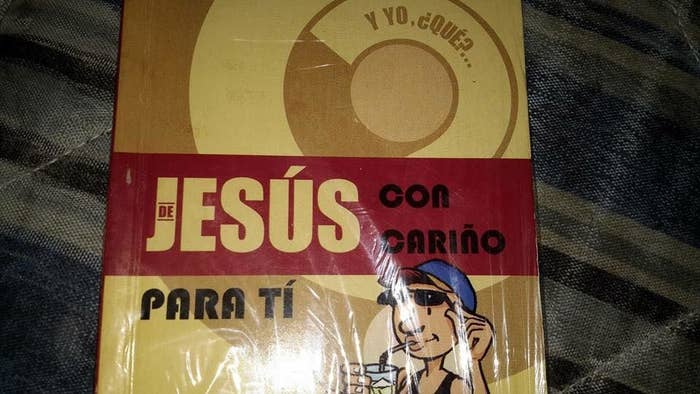 Y YO, ¿QUÉ?...
DE JESÚS CON CARIÑO
PARA TÍ